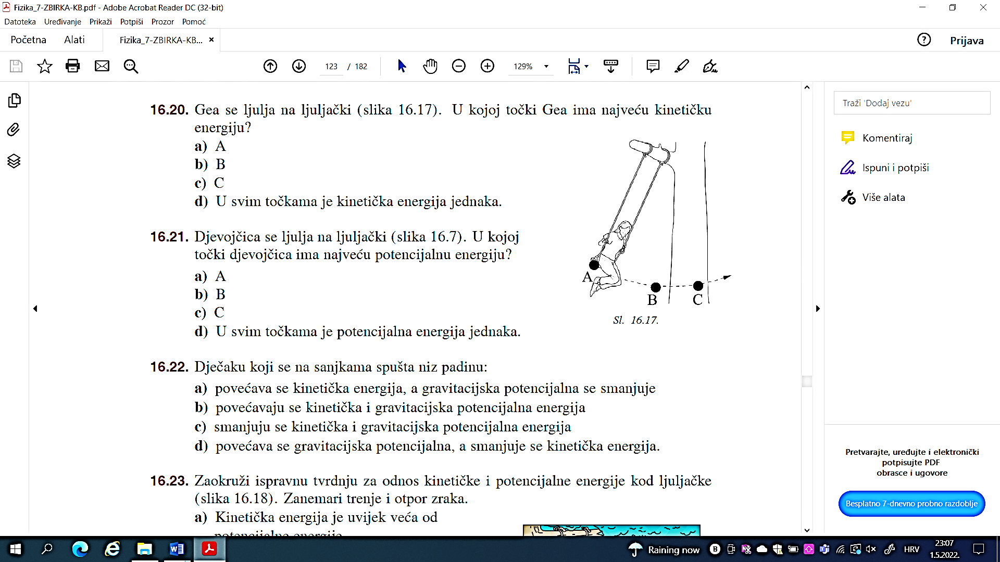 Fizika_7-ZBIRKA-KB.pdf - Adobe Acrobat Reader DC (32-bit)
Datoteka Uređivanje Prikaži Potpiši Prozor Pomoć
Početna Alati Fizika_7-ZBIRKA-KB... × Prijava
123 / 182 129%
16.20. Gea se ljulja na ljuljački (slika 16.17). U kojoj točki Gea ima najveću kinetičku
energiju?
a) A
b) B
c) C
d) U svim točkama je kinetička energija jednaka.
16.21. Djevojčica se ljulja na ljuljački (slika 16.7). U kojoj
točki djevojčica ima najveću potencijalnu energiju?
a) A
b) B
c) C
d) U svim točkama je potencijalna energija jednaka.
A
B C
Sl. 16.17.
16.22. Dječaku koji se na sanjkama spušta niz padinu:
a) povećava se kinetička energija, a gravitacijska potencijalna se smanjuje
b) povećavaju se kinetička i gravitacijska potencijalna energija
c) smanjuju se kinetička i gravitacijska potencijalna energija
d) povećava se gravitacijska potencijalna, a smanjuje se kinetička energija.
16.23. Zaokruži ispravnu tvrdnju za odnos kinetičke i potencijalne energije kod ljuljačke
(slika 16.18). Zanemari trenje i otpor zraka.
a) Kinetička energija je uvijek veća od
potencijalne energije
Traži 'Dodaj vezu'
Komentiraj
Ispuni i potpiši
Više alata
Pretvarajte, uređujte i elektronički
potpisujte PDF
obrasce i ugovore
Besplatno 7-dnevno probno razdoblje
Raining now HRV 23:07
1.5.2022.